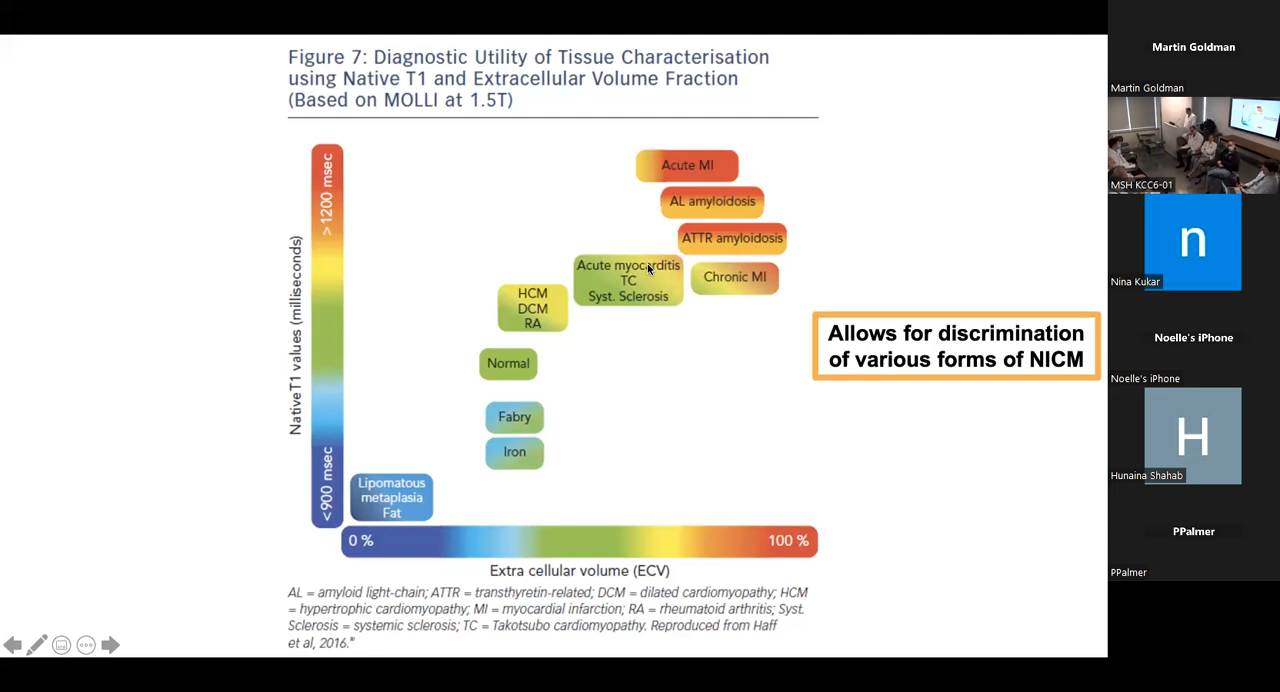 Figure 7: Diagnostic Utility of Tissue Characterisation
using Native T1 and Extracellular Volume Fraction
(Based on MOLLI at 1.5T)
Native T1 values (milliseconds)
> 1200 msec
<900 msec
Acute MI
AL amyloidosis
ATTR amyloidosis
Acute myocarditis
TC
Syst. Sclerosis
Chronic MI
HCM
DCM
RA
Normal
Fabry
Iron
Lipomatous
metaplasia
Fat
0 %
100 %
Extra cellular volume (ECV)
Allows for discrimination
of various forms of NICM
AL = amyloid light-chain; ATTR = transthyretin-related; DCM = dilated cardiomyopathy; HCM
= hypertrophic cardiomyopathy; MI = myocardial infarction; RA = rheumatoid arthritis; Syst.
Sclerosis = systemic sclerosis; TC = Takotsubo cardiomyopathy. Reproduced from Haff
et al, 2016."
Martin Goldman
Martin Goldman
MSH KCC6-01
n
Nina Kukar
Noelle's iPhone
Noelle's iPhone
H
Hunaina Shahab
PPalmer
PPalmer